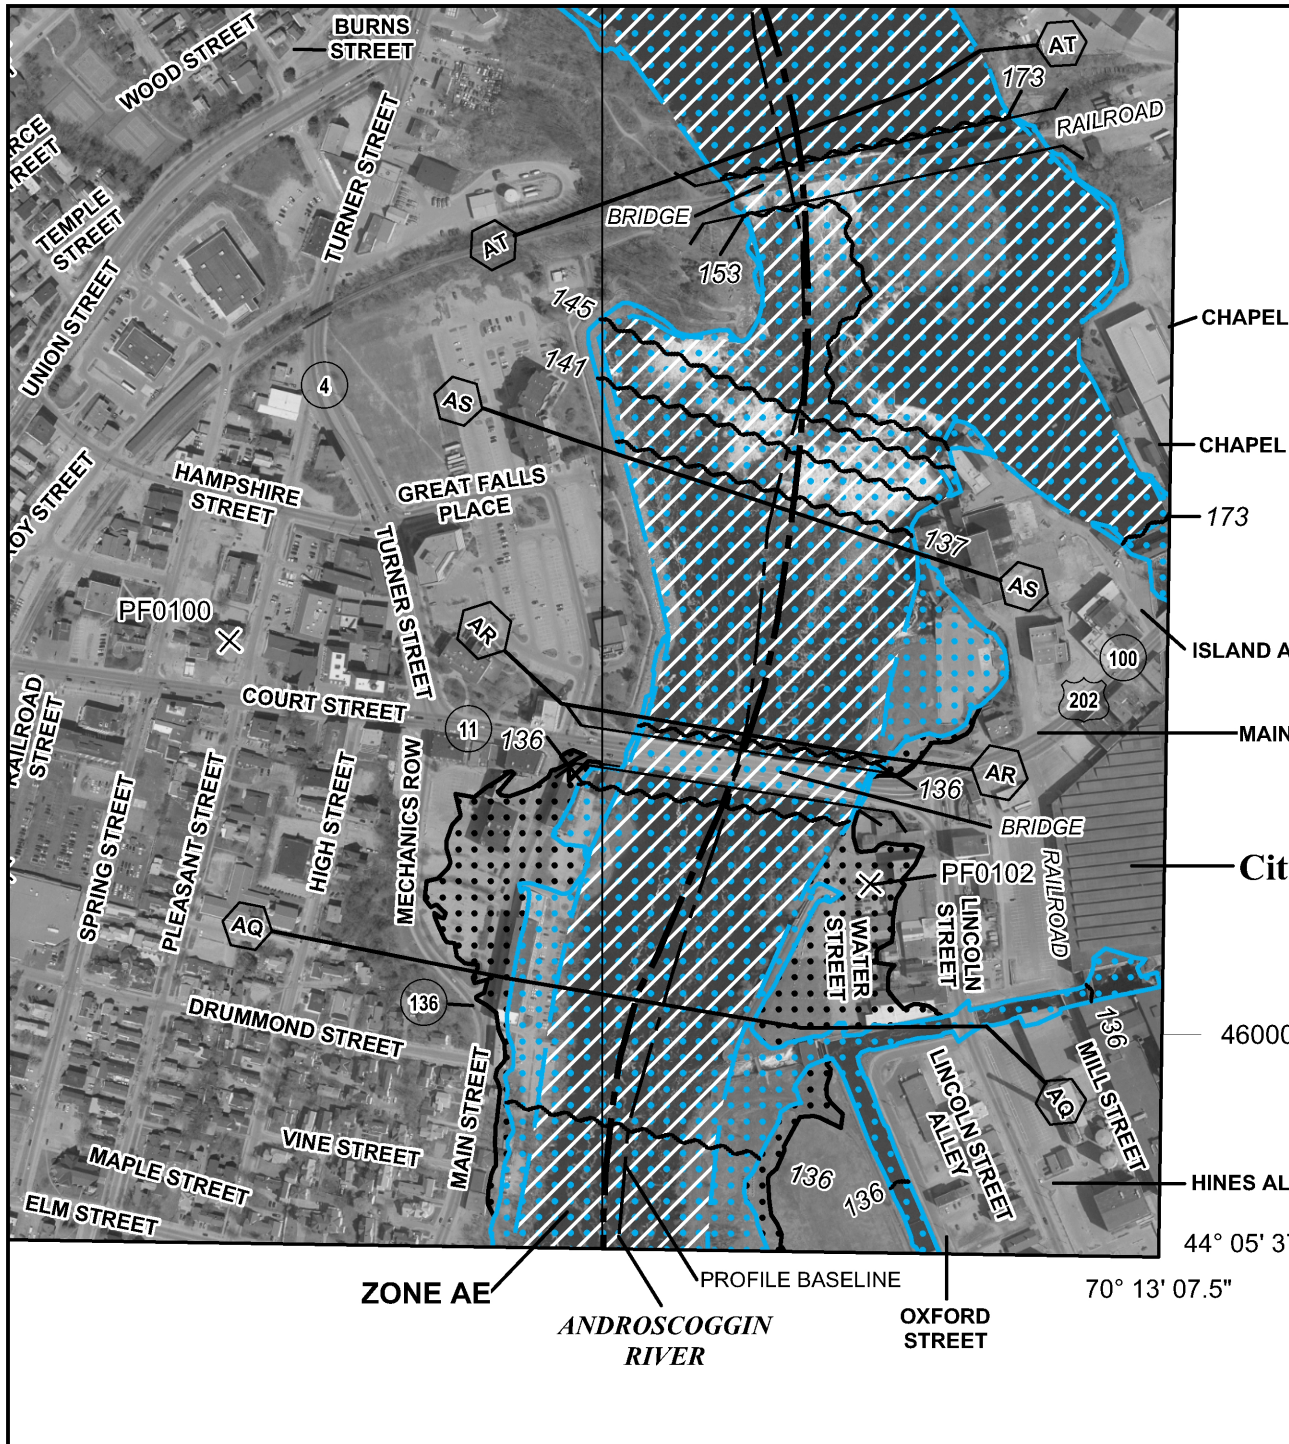 BURNS
STREET
WOOD STREET
AT
173
RAILROAD
TURNER STREET
TEMPLE
STREET
BRIDGE
AT
153
UNION STREET
145
CHAPEL
141
4
AS
CHAPEL
HAMPSHIRE
STREET
GREAT FALLS
PLACE
173
137
TURNER STREET
AS
PF0100
AR
100
ISLAND A
202
COURT STREET
11
136
MAIN
RAILROAD
STREET
MECHANICS ROW
AR
136
BRIDGE
SPRING STREET
PLEASANT STREET
HIGH STREET
PF0102
RAILROAD
Cit
AQ
WATER
STREET
LINCOLN
STREET
136
DRUMMOND STREET
136
46000
MAIN STREET
LINCOLN STREET
ALLEY
AQ
MILL STREET
VINE STREET
MAPLE STREET
136
136
HINES AL
ELM STREET
44° 05' 37
ZONE AE
PROFILE BASELINE
70° 13' 07.5"
ANDROSCOGGIN
RIVER
OXFORD
STREET